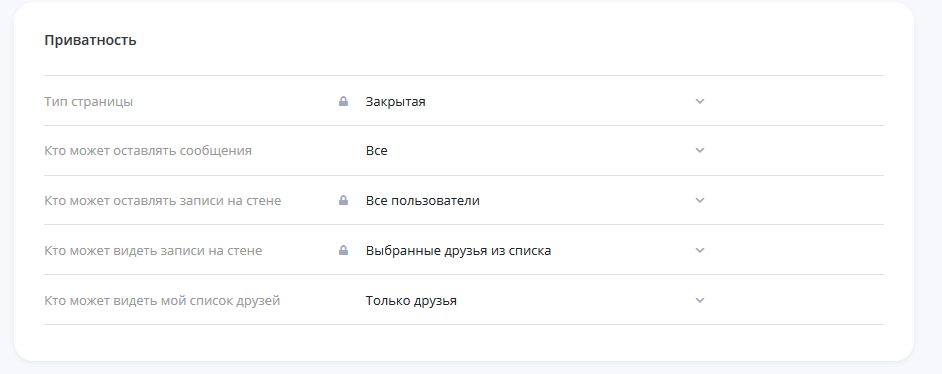 Приватность
Тип страницы Закрытая
Кто может оставлять сообщения Все
Кто может оставлять записи на стене Все пользователи
Кто может видеть записи на стене Выбранные друзья из списка
Кто может видеть мой список друзей Только друзья